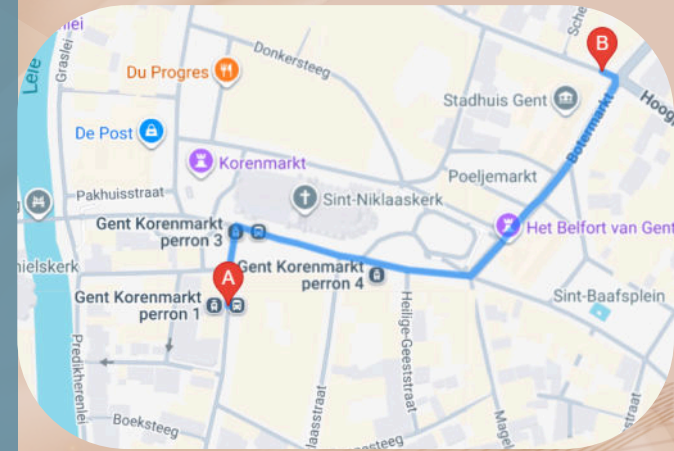 Leie
Graslei
Donkersteeg
Du Progres
B
Stadhuis Gent
De Post
Botermarkt
Korenmarkt
Poeljemarkt
Pakhuisstraat
Sint-Niklaaskerk
Gent Korenmarkt
perron 3
Het Belfort van Gent
A
Gent Korenmarkt
perron 4
Gent Korenmarkt
perron 1
Sint-Baafsplein
Heilige-Geeststraat
Predikherenlei
Boeksteeg